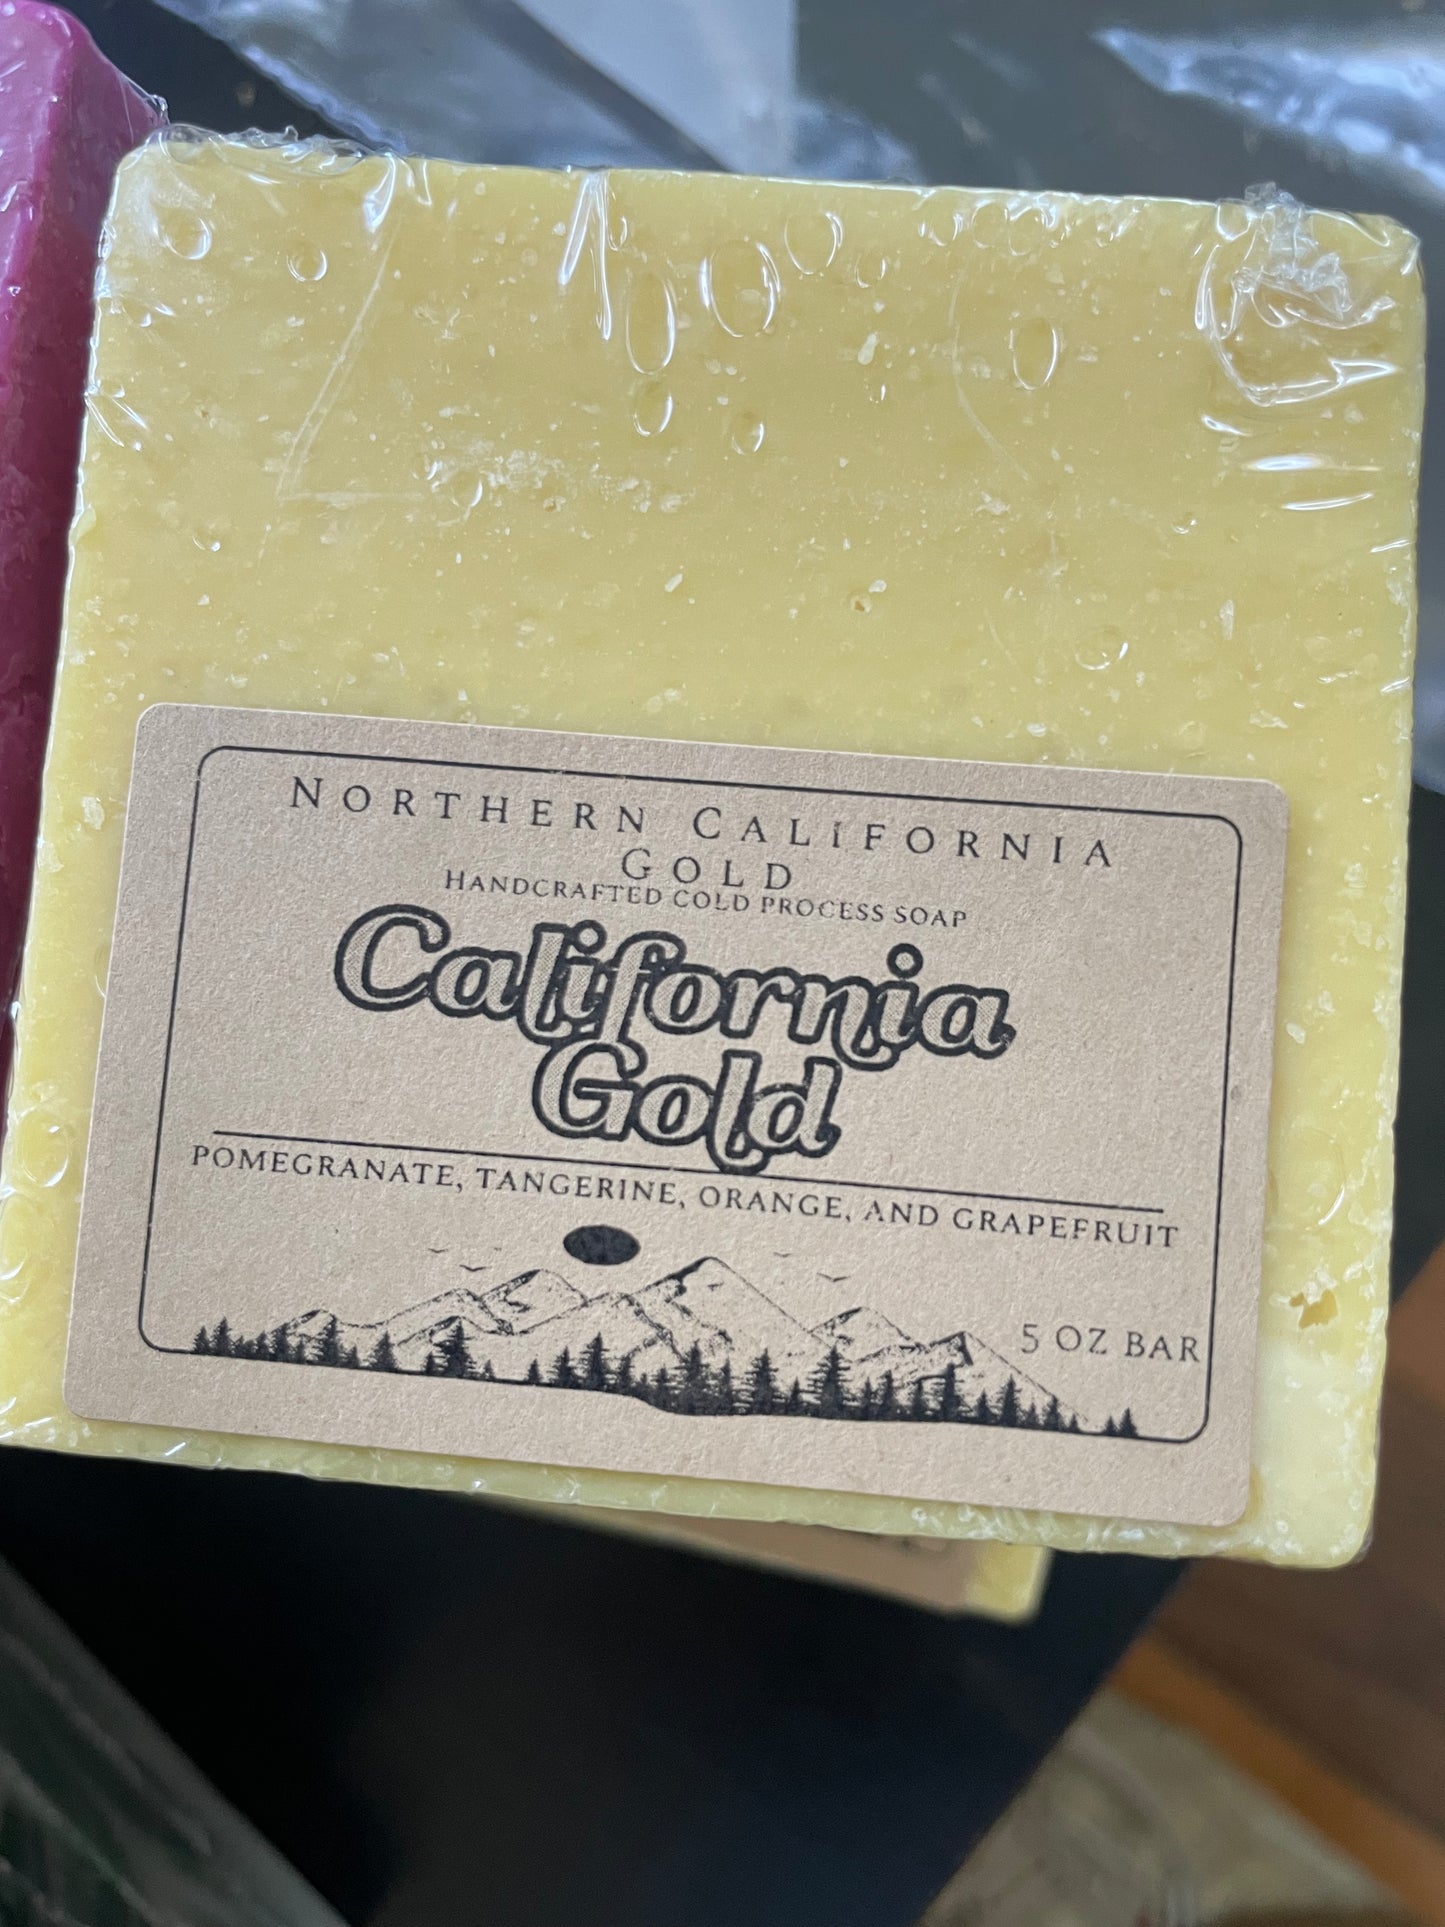 Northern California
Gold
Handcrafted cold process soap
California
Gold
Pomegranate, tangerine, orange, and grapefruit
5 oz bar